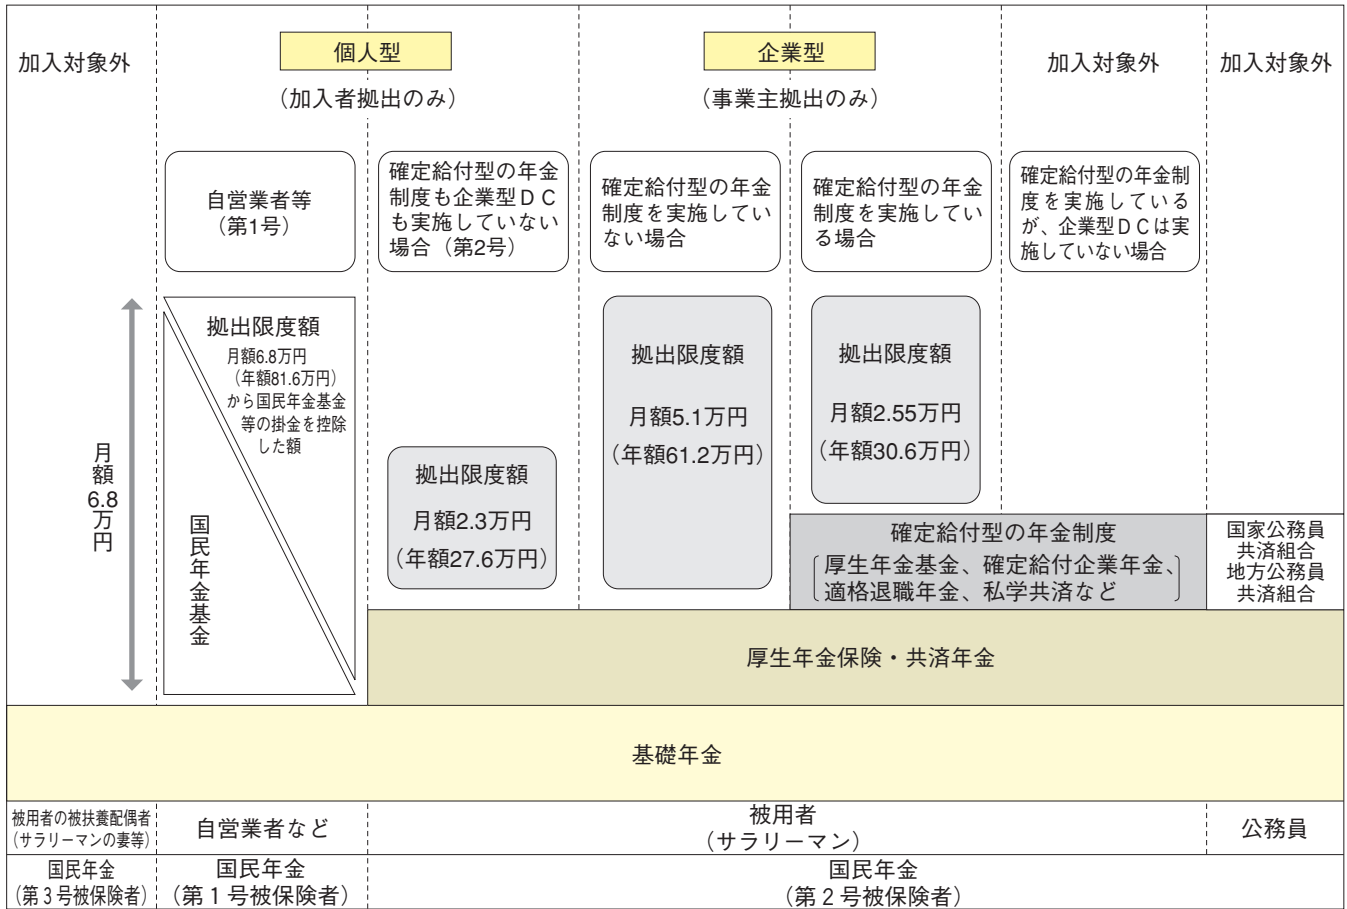 加入対象外
個人型
(加入者拠出のみ)
企業型
(事業主拠出のみ)
加入対象外
加入対象外
自営業者等
(第1号)
確定給付型の年金
制度も企業型DC
も実施していない
場合(第2号)
確定給付型の年金
制度を実施してい
ない場合
確定給付型の年金
制度を実施してい
る場合
確定給付型の年金制
度を実施している
が、企業型DCは実
施していない場合
月額6.8万円
拠出限度額
月額6.8万円
(年額81.6万円)
から国民年金基金
等の掛金を控除
した額
国民年金基金
拠出限度額
月額2.3万円
(年額27.6万円)
拠出限度額
月額5.1万円
(年額61.2万円)
拠出限度額
月額2.55万円
(年額30.6万円)
確定給付型の年金制度
〔厚生年金基金、確定給付企業年金、
適格退職年金、私学共済など〕
国家公務員
共済組合
地方公務員
共済組合
厚生年金保険・共済年金
基礎年金
被用者の被扶養配偶者
(サラリーマンの妻等)
自営業者など
被用者
(サラリーマン)
公務員
国民年金
(第3号被保険者)
国民年金
(第1号被保険者)
国民年金
(第2号被保険者)